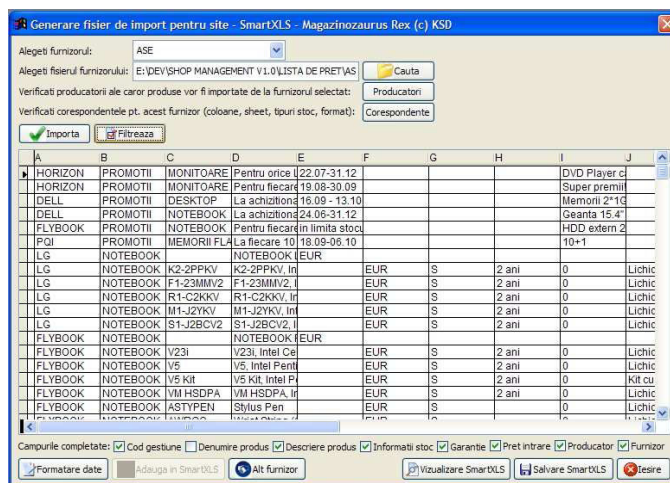 Generare fisier de import pentru site - SmartXLS - Magazinozaurus Rex (c) KSD
Alegeti furnizorul: ASE
Alegeti fisierul furnizorului: E:\DEV\SHOP MANAGEMENT V1.0\LISTA DE PRET\AS Cauta
Verificati producatorii ale caror produse vor fi importate de la furnizorul selectat: Producatori
Verificati corespondentele pt. acest furnizor (coloane, sheet, tipuri stoc, format): Corespondente
Importa Filtreaza
A B C D E F G H I J
HORIZON PROMOTII MONITOARE Pentru orice L 22.07-31.12 DVD Player c
HORIZON PROMOTII MONITOARE Pentru fiecare 19.08-30.09 Super premii
DELL PROMOTII DESKTOP La achizitiona 16.09 - 13.10 Memorii 2*1G
DELL PROMOTII NOTEBOOK La achizitiona 24.06-31.12 Geanta 15.4"
FLYBOOK PROMOTII NOTEBOOK Pentru fiecare in limita stocu HDD extern 2
PQI PROMOTII MEMORII FLA La fiecare 10 18.09-06.10 10+1
LG NOTEBOOK NOTEBOOK L EUR
LG NOTEBOOK K2-2PPKV K2-2PPKV, In EUR S 2 ani 0 Lichic
LG NOTEBOOK F1-23MMV2 F1-23MMV2, I EUR S 2 ani 0 Lichic
LG NOTEBOOK R1-C2KKV R1-C2KKV, In EUR S 2 ani 0 Lichic
LG NOTEBOOK M1-J2YKV M1-J2YKV, Int EUR S 2 ani 0 Lichic
LG NOTEBOOK S1-J2BCV2 S1-J2BCV2, I EUR S 2 ani 0 Lichic
FLYBOOK NOTEBOOK NOTEBOOK F EUR
FLYBOOK NOTEBOOK V23i V23i, Intel Ce EUR S 2 ani 0 Lichic
FLYBOOK NOTEBOOK V5 V5, Intel Penti EUR S 2 ani 0 Lichic
FLYBOOK NOTEBOOK V5 Kit V5 Kit, Intel P EUR S 2 ani 0 Kit cu
FLYBOOK NOTEBOOK VM HSDPA VM HSDPA, In EUR S 2 ani 0 Lichic
FLYBOOK NOTEBOOK ASTYPEN Stylus Pen EUR S 0 Lichic
FLYBOOK NOTEBOOK EUR S 0 Lichic
Campurile completate: Cod gestiune Denumire produs Descriere produs Informatii stoc Garantie Pret intrare Producator Furnizor
Formatare date Adauga in SmartXLS Alt furnizor Vizualizare SmartXLS Salvare SmartXLS Iesire